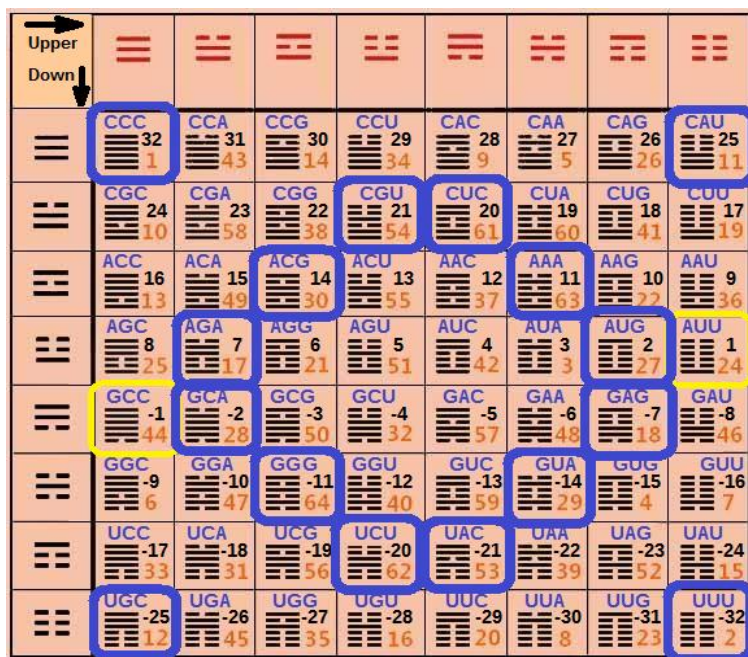 Upper
Down
CCC CCA CCG CCU CAC CAA CAG CAU
32 31 30 29 28 27 26 25
1 43 14 34 9 5 26 11
CGC CGA CGG CGU CUC CUA CUG CUU
24 23 22 21 20 19 18 17
10 58 38 54 61 60 41 19
ACC ACA ACG ACU AAC AAA AAG AAU
16 15 14 13 12 11 10 9
13 49 30 55 37 63 22 36
AGC AGA AGG AGU AUC AUA AUG AUU
8 7 6 5 4 3 2 1
25 17 21 51 42 3 27 24
GCC GCA GCG GCU GAC GAA GAG GAU
-1 -2 -3 -4 -5 -6 -7 -8
44 28 50 32 57 48 18 46
GGC GGA GGG GGU GUC GUA GUG GUU
-9 -10 -11 -12 -13 -14 -15 -16
6 47 64 40 59 29 4 7
UCC UCA UCG UCU UAC UAA UAG UAU
-17 -18 -19 -20 -21 -22 -23 -24
33 31 56 62 53 39 52 15
UGC UGA UGG UGU UUC UUA UUG UUU
-25 -26 -27 -28 -29 -30 -31 -32
12 45 35 16 20 8 23 2